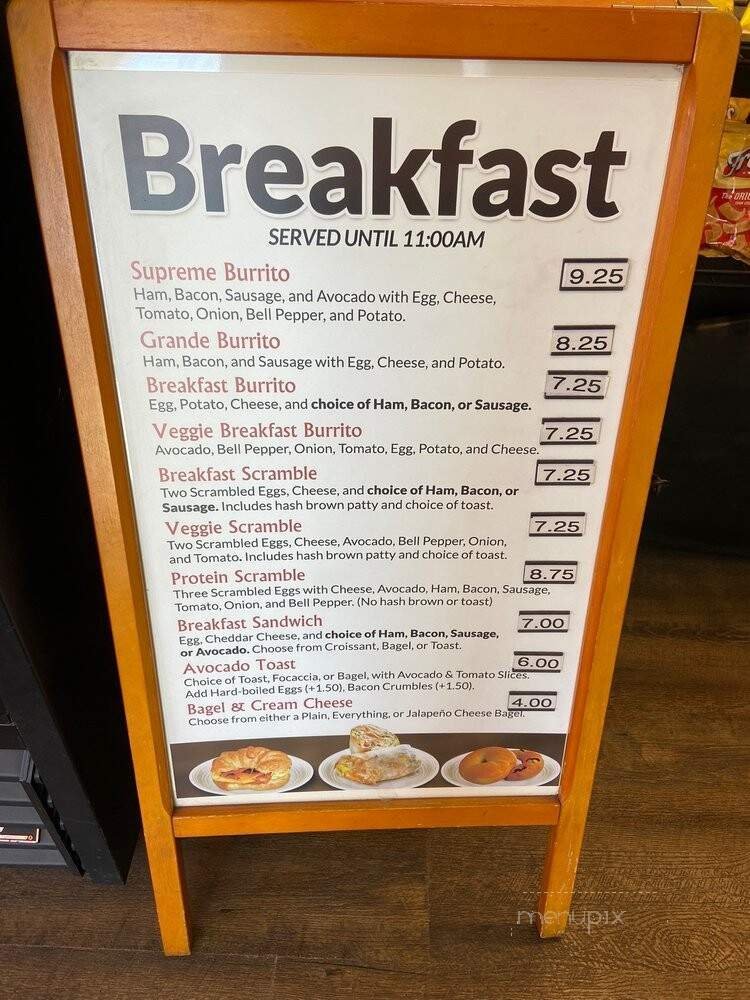 Breakfast
SERVED UNTIL 11:00AM
Supreme Burrito 9.25
Ham, Bacon, Sausage, and Avocado with Egg, Cheese,
Tomato, Onion, Bell Pepper, and Potato.
Grande Burrito 8.25
Ham, Bacon, and Sausage with Egg, Cheese, and Potato.
Breakfast Burrito 7.25
Egg, Potato, Cheese, and choice of Ham, Bacon, or Sausage.
Veggie Breakfast Burrito 7.25
Avocado, Bell Pepper, Onion, Tomato, Egg, Potato, and Cheese.
Breakfast Scramble 7.25
Two Scrambled Eggs, Cheese, and choice of Ham, Bacon, or
Sausage. Includes hash brown patty and choice of toast.
Veggie Scramble 7.25
Two Scrambled Eggs, Cheese, Avocado, Bell Pepper, Onion,
and Tomato. Includes hash brown patty and choice of toast.
Protein Scramble 8.75
Three Scrambled Eggs with Cheese, Avocado, Ham, Bacon, Sausage,
Tomato, Onion, and Bell Pepper. (No hash brown or toast)
Breakfast Sandwich 7.00
Egg, Cheddar Cheese, and choice of Ham, Bacon, Sausage,
or Avocado. Choose from Croissant, Bagel, or Toast.
Avocado Toast 6.00
Choice of Toast, Focaccia, or Bagel, with Avocado & Tomato Slices.
Add Hard-boiled Eggs (+1.50), Bacon Crumbles (+1.50).
Bagel & Cream Cheese 4.00
Choose from either a Plain, Everything, or Jalapeño Cheese Bagel.
menupix